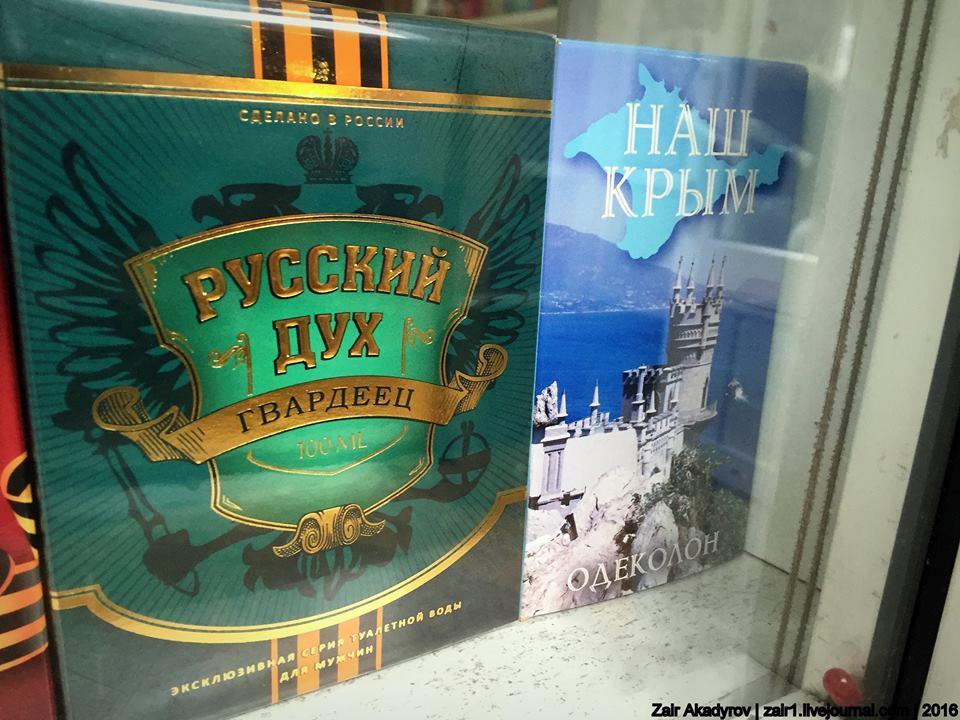 СДЕЛАНО В РОССИИ
РУССКИЙ
ДУХ
ГВАРДЕЕЦ
100 ML
ЭКСКЛЮЗИВНАЯ СЕРИЯ ТУАЛЕТНОЙ ВОДЫ
ДЛЯ МУЖЧИН
НАШ
КРЫМ
ОДЕКОЛОН
Zair Akadyrov | zair1.livejournal.com | 2016